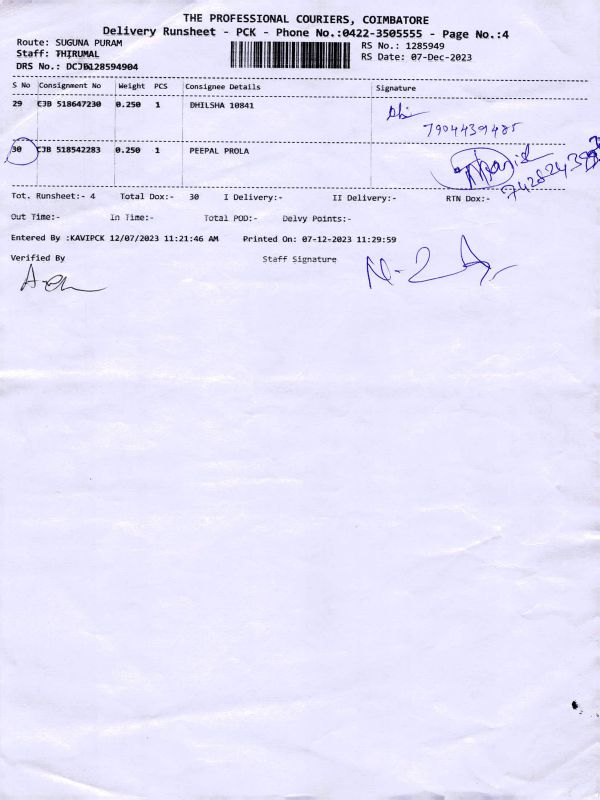 THE PROFESSIONAL COURIERS, COIMBATORE
Delivery Runsheet - PCK - Phone No.:0422-3505555 - Page No.:4
Route: SUGUNA PURAM
RS No.: 1285949
Staff: THIRUMAL
RS Date: 07-Dec-2023
DRS No.: DCJB128594904
S No Consignment No Weight PCS Consignee Details Signature
29 CJB 518647230 0.250 1 DHILSHA 10841
7904439485
30 CJB 518542283 0.250 1 PEEPAL PROLA
Tot. Runsheet:- 4 Total Dox:- 30 I Delivery:- II Delivery:- RTN Dox:-
Out Time:- In Time:- Total POD:- Delvy Points:-
Entered By :KAVIPCK 12/07/2023 11:21:46 AM Printed On: 07-12-2023 11:29:59
Verified By Staff Signature